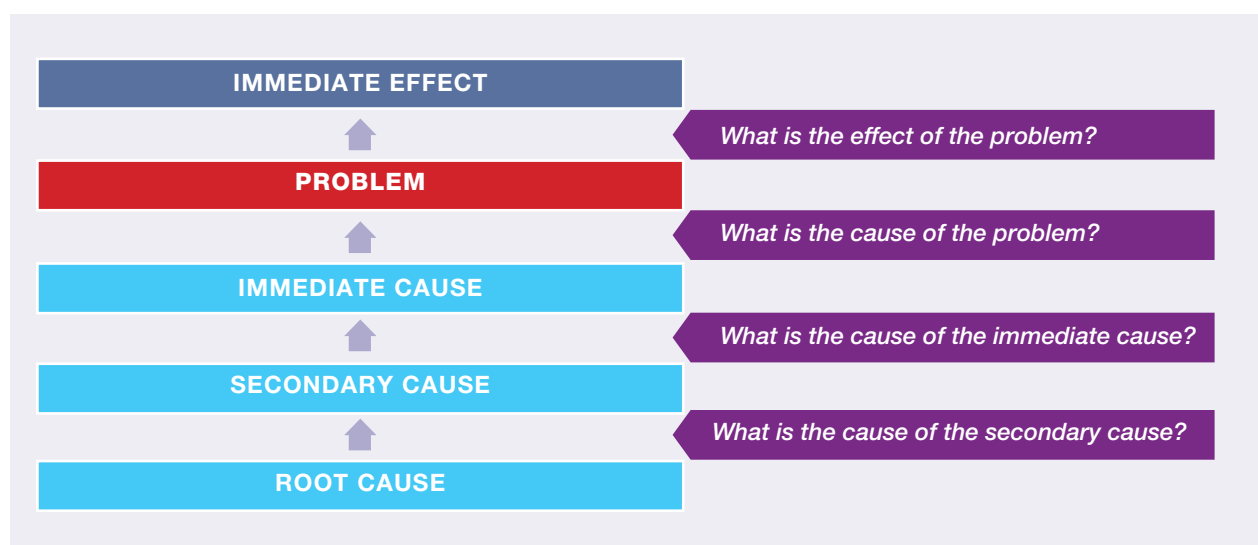 IMMEDIATE EFFECT
What is the effect of the problem?
PROBLEM
What is the cause of the problem?
IMMEDIATE CAUSE
What is the cause of the immediate cause?
SECONDARY CAUSE
What is the cause of the secondary cause?
ROOT CAUSE